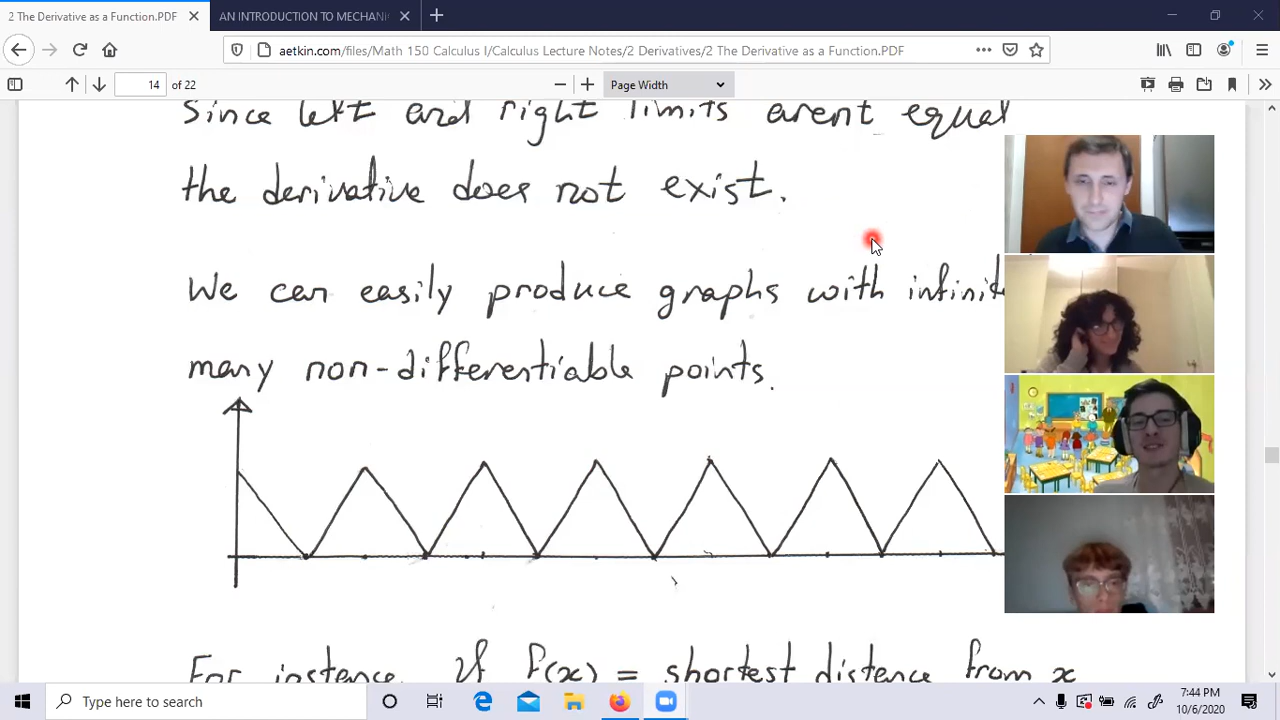 2 The Derivative as a Function.PDF
AN INTRODUCTION TO MECHANI
aetkin.com/files/Math 150 Calculus I/Calculus Lecture Notes/2 Derivatives/2 The Derivative as a Function.PDF
14 of 22
Page Width
Since left and right limits arent equal
the derivative does not exist.
We can easily produce graphs with infinite
many non-differentiable points.
For instance, if f(x) = shortest distance from x
Type here to search
7:44 PM
10/6/2020